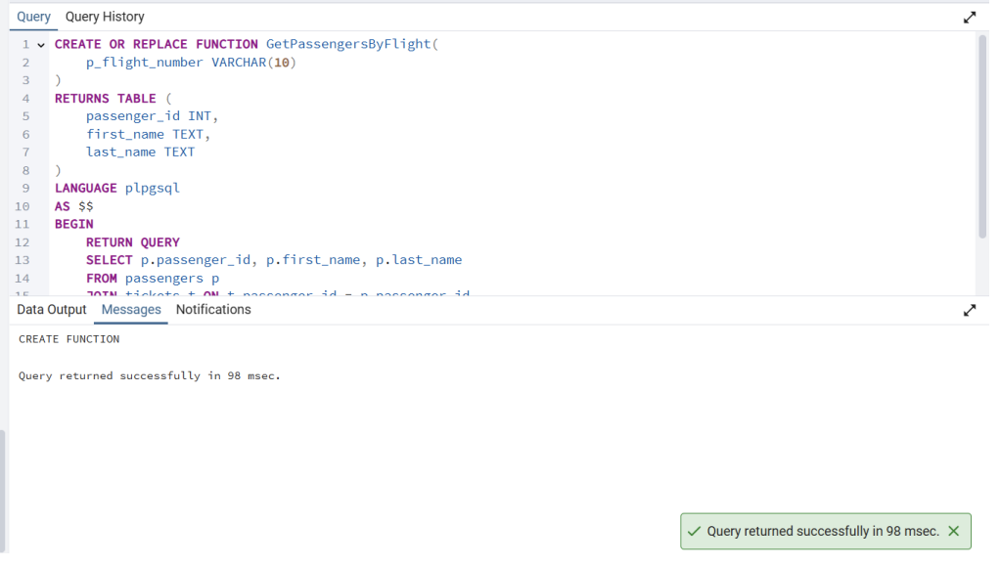 Query Query History
1 CREATE OR REPLACE FUNCTION GetPassengersByFlight(
2 p_flight_number VARCHAR(10)
3 )
4 RETURNS TABLE (
5 passenger_id INT,
6 first_name TEXT,
7 last_name TEXT
8 )
9 LANGUAGE plpgsql
10 AS $$
11 BEGIN
12 RETURN QUERY
13 SELECT p.passenger_id, p.first_name, p.last_name
14 FROM passengers p
15 JOIN tickets t ON t.passenger_id = p.passenger_id
Data Output Messages Notifications
CREATE FUNCTION
Query returned successfully in 98 msec.
Query returned successfully in 98 msec.